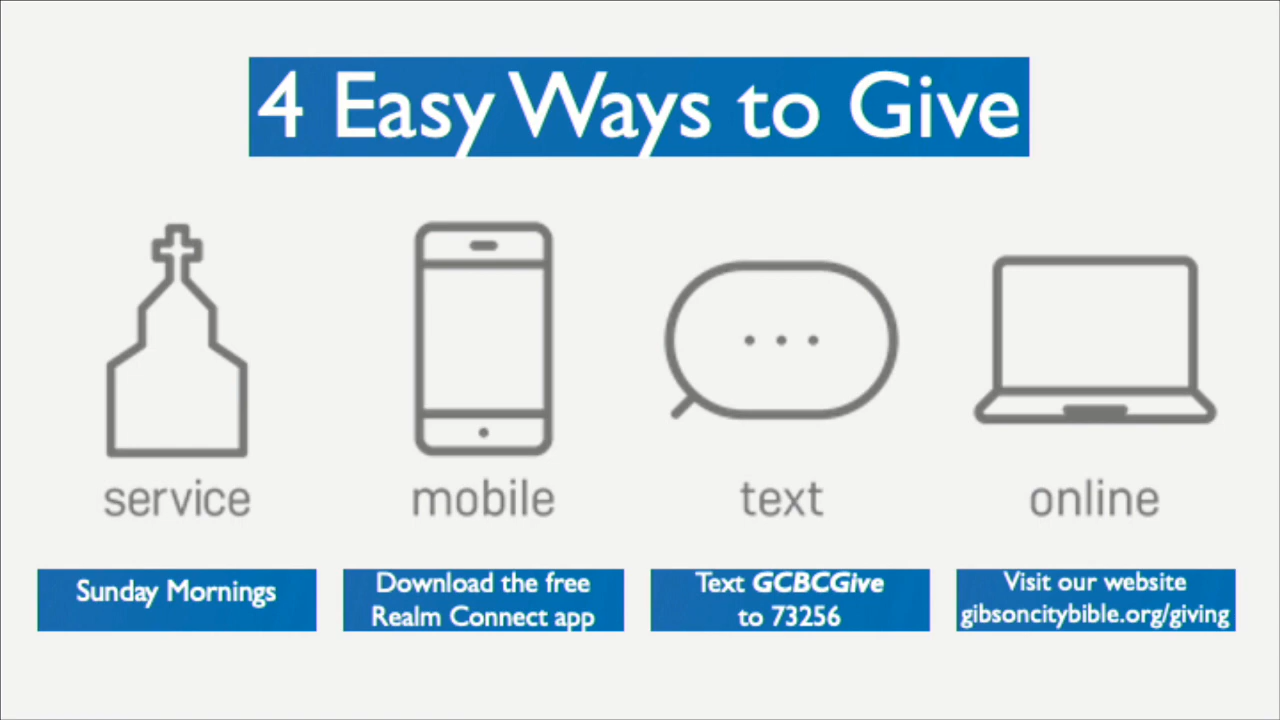 4 Easy Ways to Give
service
mobile
text
online
Sunday Mornings
Download the free
Realm Connect app
Text GCBCGive
to 73256
Visit our website
gibsoncitybible.org/giving